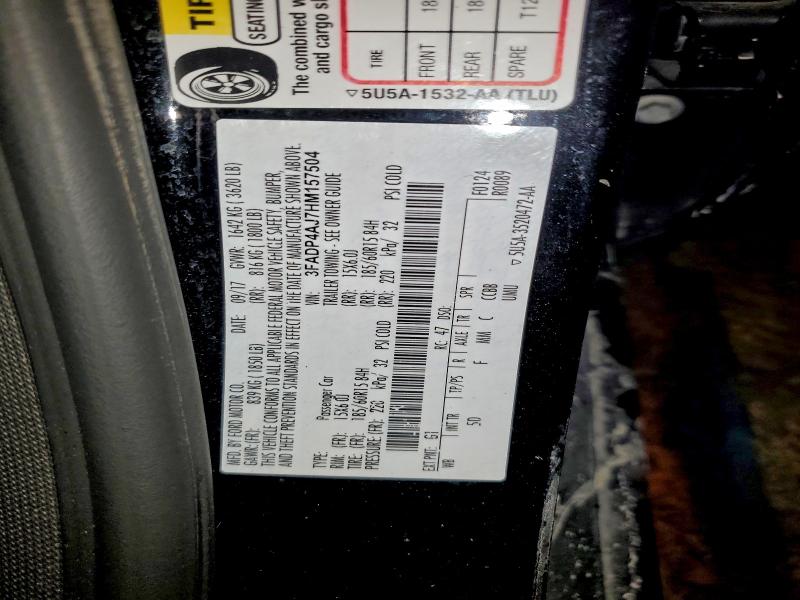 TIR
SEATING
The combined w
and cargo s
TIRE
FRONT 18
REAR 18
SPARE T12
▽5U5A-1532-AA (TLU)
MFD. BY FORD MOTOR CO. DATE: 09/17 GVWR: 1642 KG ( 3620 LB)
GAWR:(FR): 839 KG ( 1850 LB) (RR): 816 KG ( 1800 LB)
THIS VEHICLE CONFORMS TO ALL APPLICABLE FEDERAL MOTOR VEHICLE SAFETY, BUMPER,
AND THEFT PREVENTION STANDARDS IN EFFECT ON THE DATE OF MANUFACTURE SHOWN ABOVE.
VIN: 3FADP4AJ7HM157504
TYPE: Passenger Car TRAILER TOWING - SEE OWNER GUIDE
RIM: (FR): 15X6.0J (RR): 15X6.0J
TIRE: (FR): 185/60R15 84H (RR): 185/60R15 84H
PRESSURE (FR): 220 kPa/ 32 PSI COLD (RR): 220 kPa/ 32 PSI COLD
F0124
EXT PNT: G1 RC: 47 DSO: R0089
WB INT TR TP/PS R AXLE TR SPR
50 F MM C CCBB
UMU
▽5U5A-3520472-AA